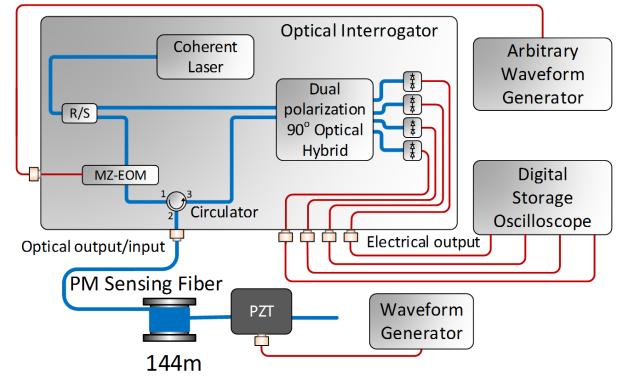 Optical Interrogator
Coherent
Laser
Arbitrary
Waveform
Generator
Dual
polarization
90° Optical
Hybrid
R/S
MZ-EOM
1
3
2
Circulator
Digital
Storage
Oscilloscope
Optical output/input
Electrical output
PM Sensing Fiber
PZT
Waveform
Generator
144m